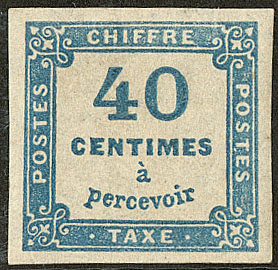 CHIFFRE
POSTES
40
CENTIMES
à
percevoir
POSTES
· TAXE ·